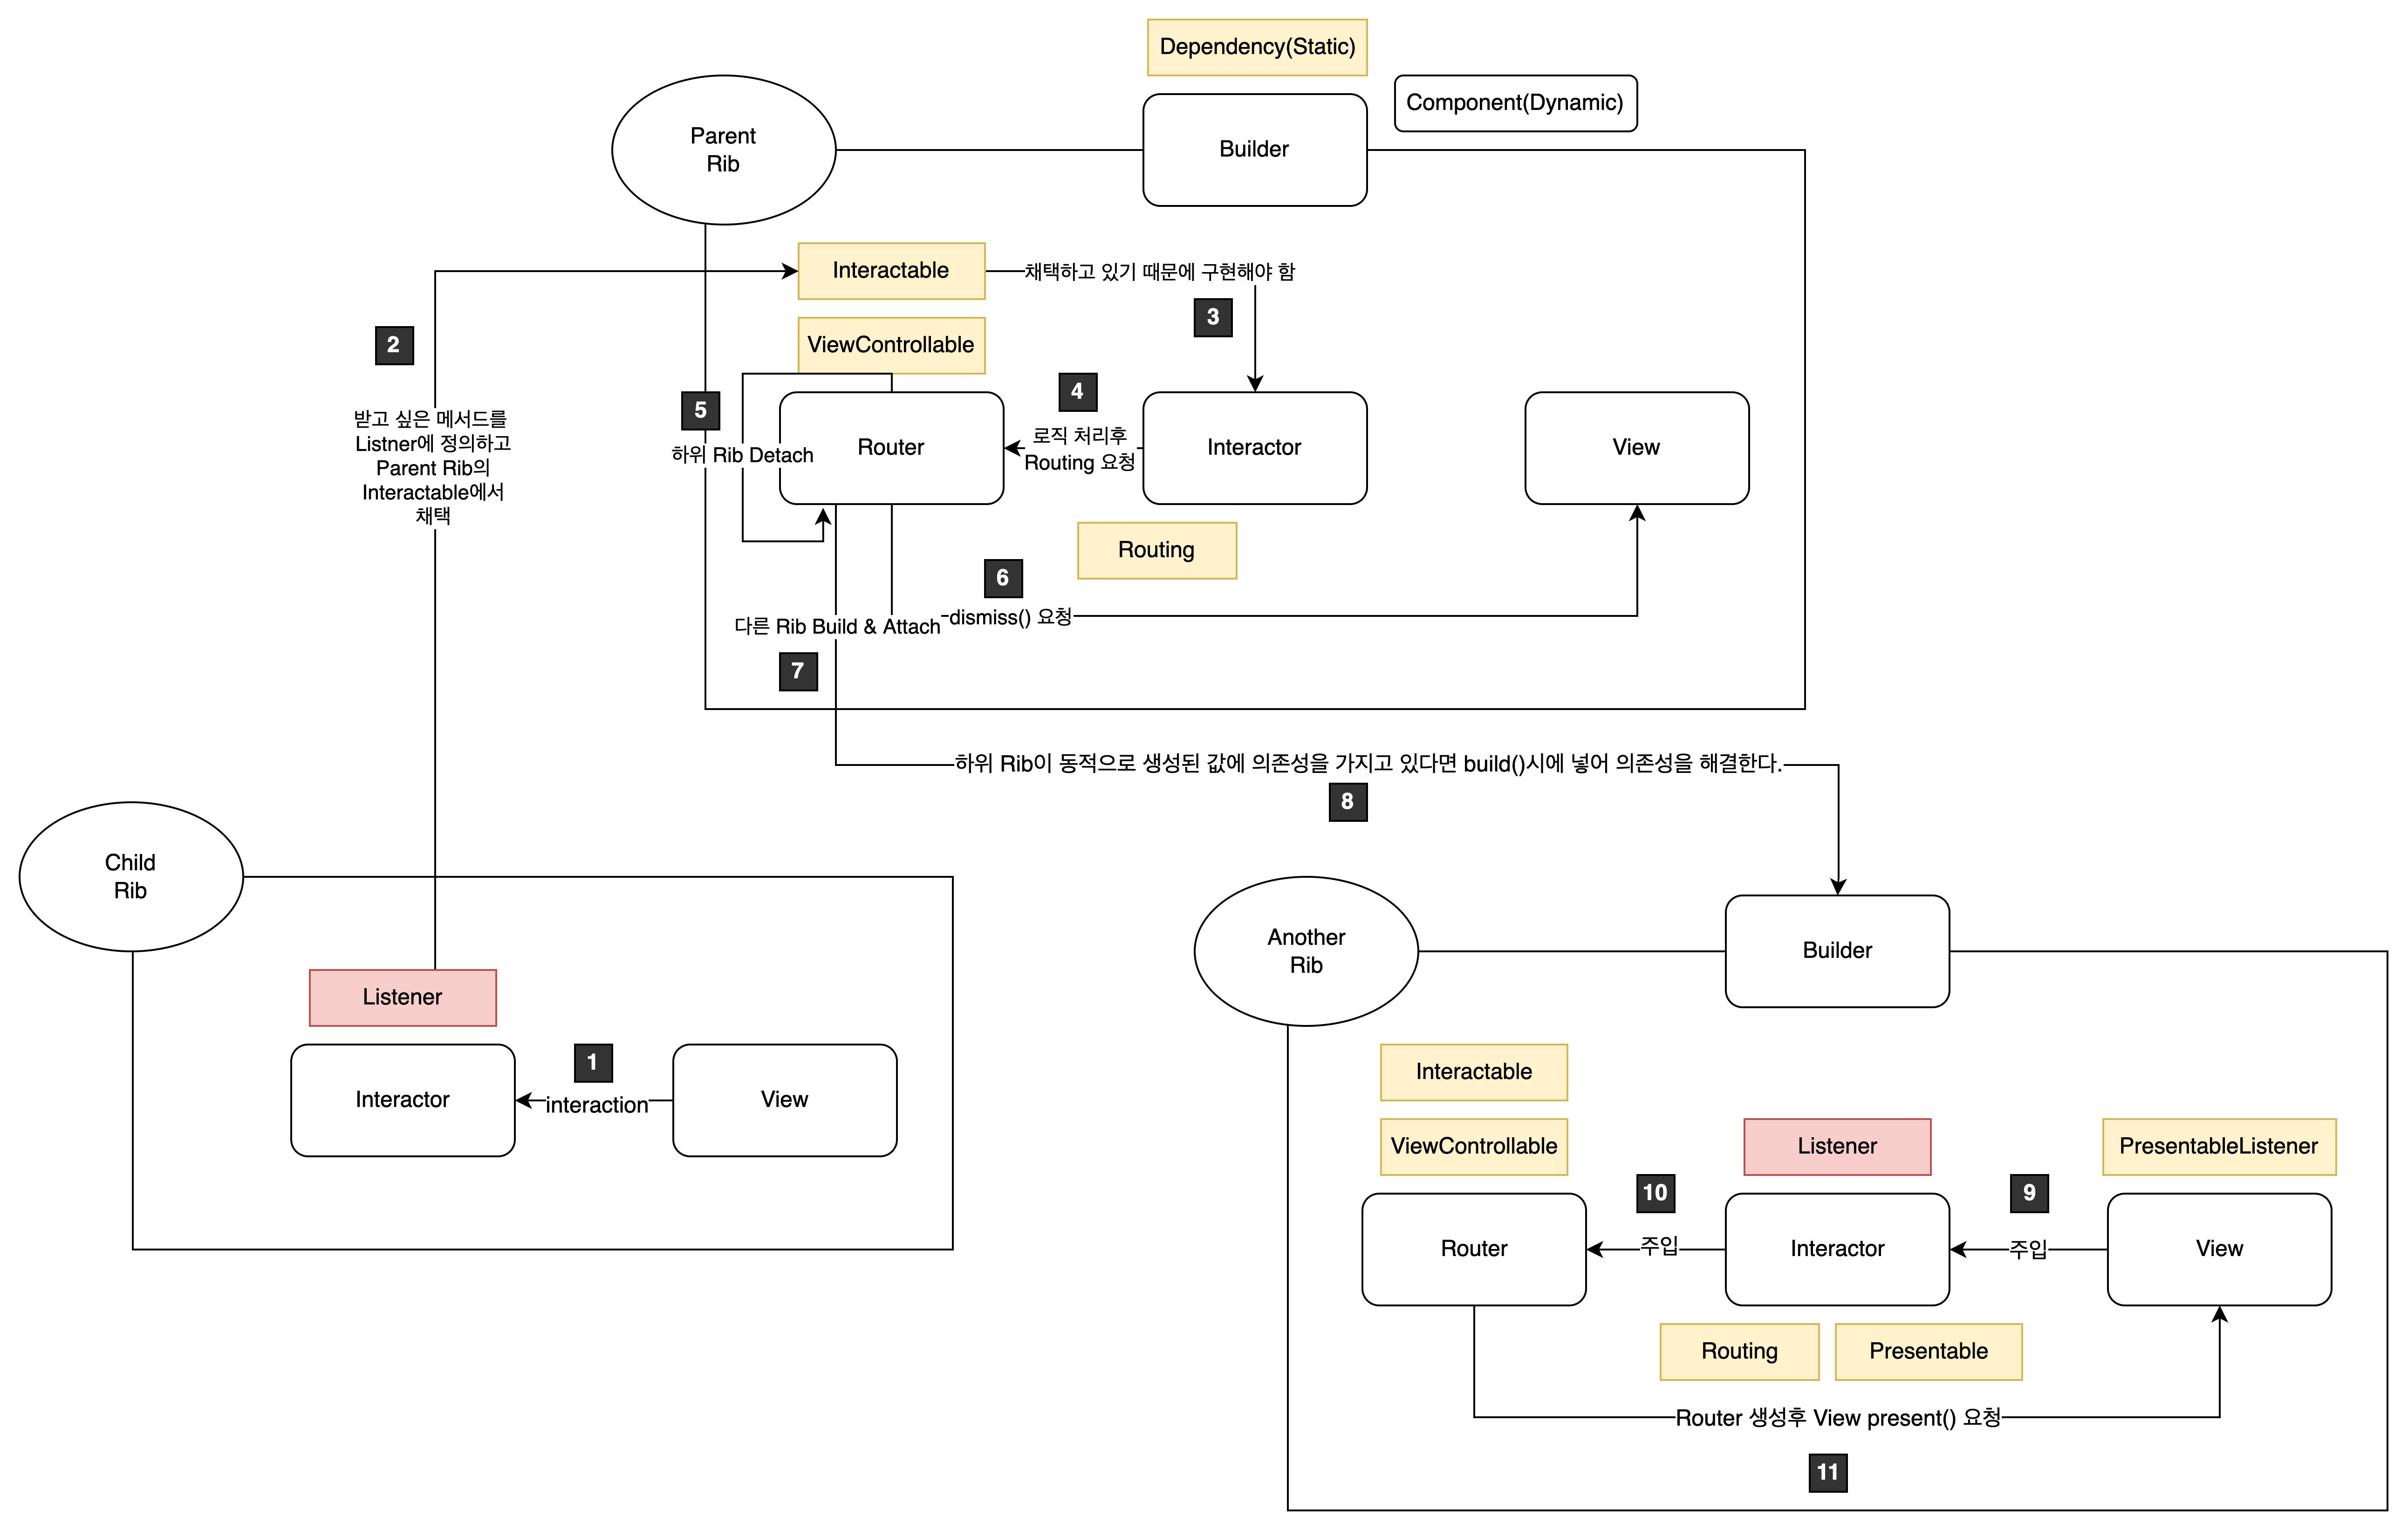 Dependency(Static)
Component(Dynamic)
Parent
Rib
Builder
Interactable
채택하고 있기 때문에 구현해야 함
3
2
ViewControllable
받고 싶은 메서드를
Listner에 정의하고
Parent Rib의
Interactable에서
채택
5
하위 Rib Detach
Router
4
로직 처리후
Routing 요청
Interactor
View
Routing
6
dismiss() 요청
다른 Rib Build & Attach
7
하위 Rib이 동적으로 생성된 값에 의존성을 가지고 있다면 build()시에 넣어 의존성을 해결한다.
8
Child
Rib
Listener
Interactor
1
interaction
View
Another
Rib
Builder
Interactable
ViewControllable
Listener
PresentableListener
Router
10
주입
Interactor
9
주입
View
Routing
Presentable
Router 생성후 View present() 요청
11